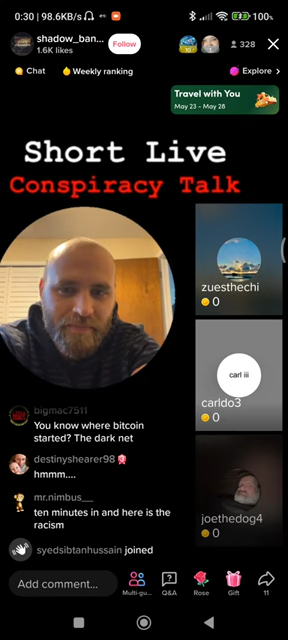 0:30 | 98.6KB/s
100%
shadow_ban...
1.6K likes
Follow
328
Chat
Weekly ranking
Explore >
Travel with You
May 23 - May 28
Short Live
Conspiracy Talk
zuesthechi
0
carl iii
carldo3
0
joethedog4
0
bigmac7511
You know where bitcoin
started? The dark net
destinyshearer98
hmmm....
mr.nimbus__
ten minutes in and here is the
racism
syedsibtanhussain joined
Add comment...
Multi-gu...
Q&A
Rose
Gift
11